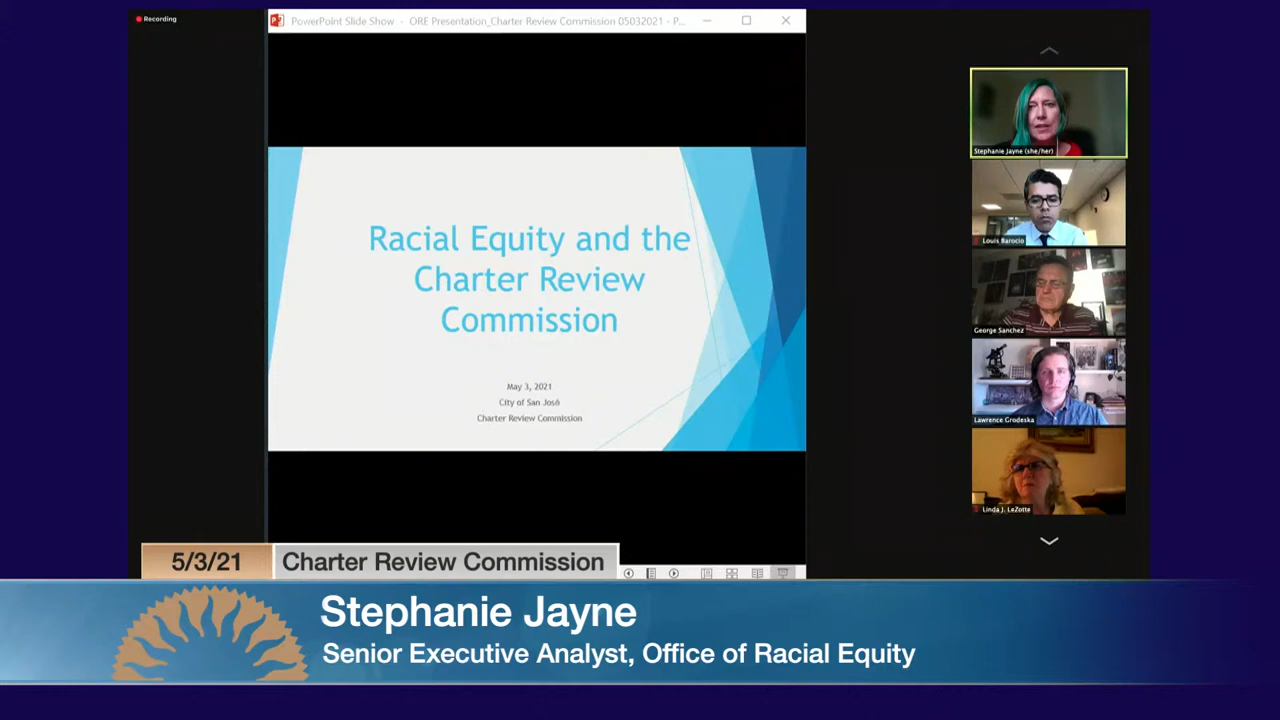 Recording
PowerPoint Slide Show - ORE Presentation_Charter Review Commission 05032021 - P...
Racial Equity and the
Charter Review
Commission
May 3, 2021
City of San José
Charter Review Commission
Stephanie Jayne (she/her)
Louis Barocio
George Sanchez
Lawrence Grodeska
Linda J. LeZotte
5/3/21
Charter Review Commission
Stephanie Jayne
Senior Executive Analyst, Office of Racial Equity